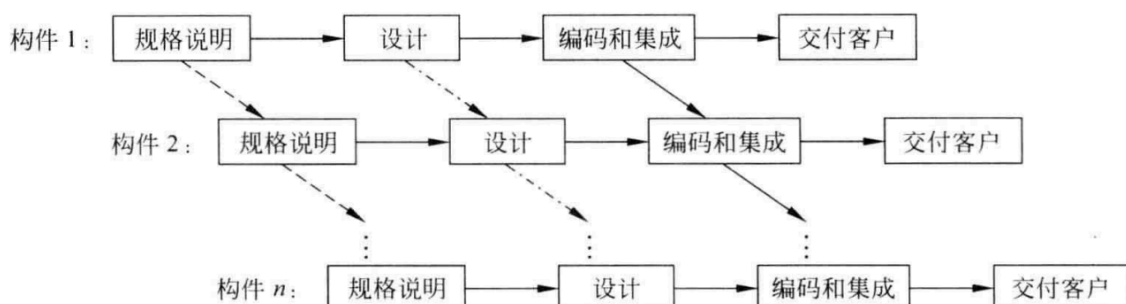 构件 1： 规格说明 设计 编码和集成 交付客户
构件 2： 规格说明 设计 编码和集成 交付客户
构件 n： 规格说明 设计 编码和集成 交付客户